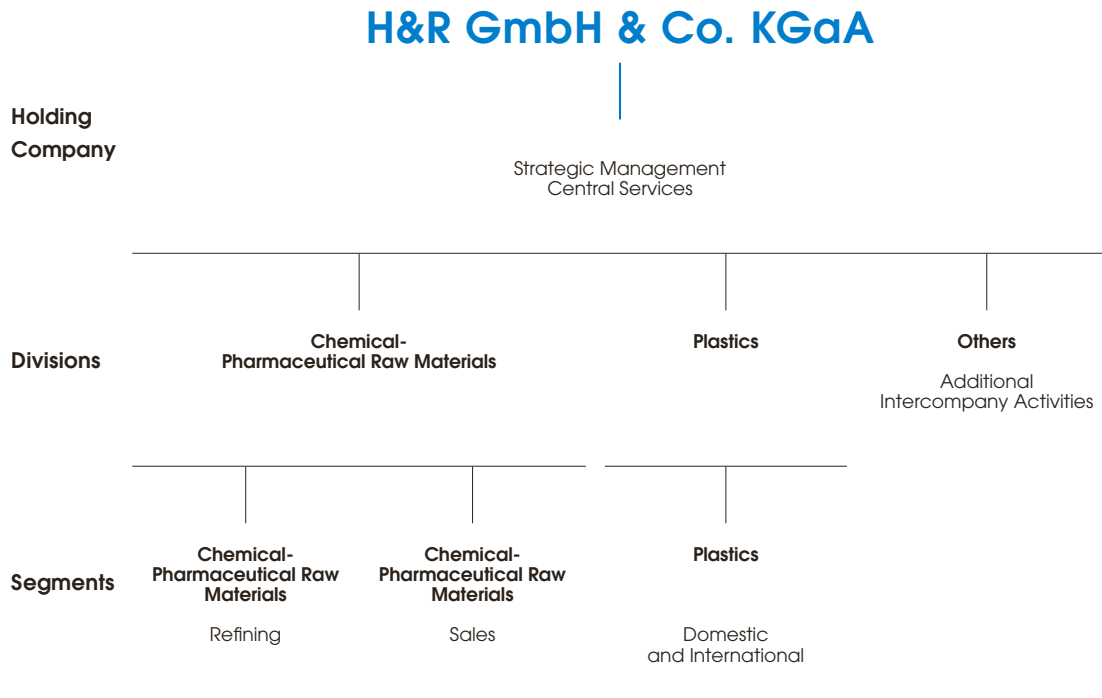 H&R GmbH & Co. KGaA
Holding
Company
Strategic Management
Central Services
Divisions
Chemical-
Pharmaceutical Raw Materials
Plastics
Others
Additional
Intercompany Activities
Segments
Chemical-
Pharmaceutical Raw
Materials
Refining
Chemical-
Pharmaceutical Raw
Materials
Sales
Plastics
Domestic
and International